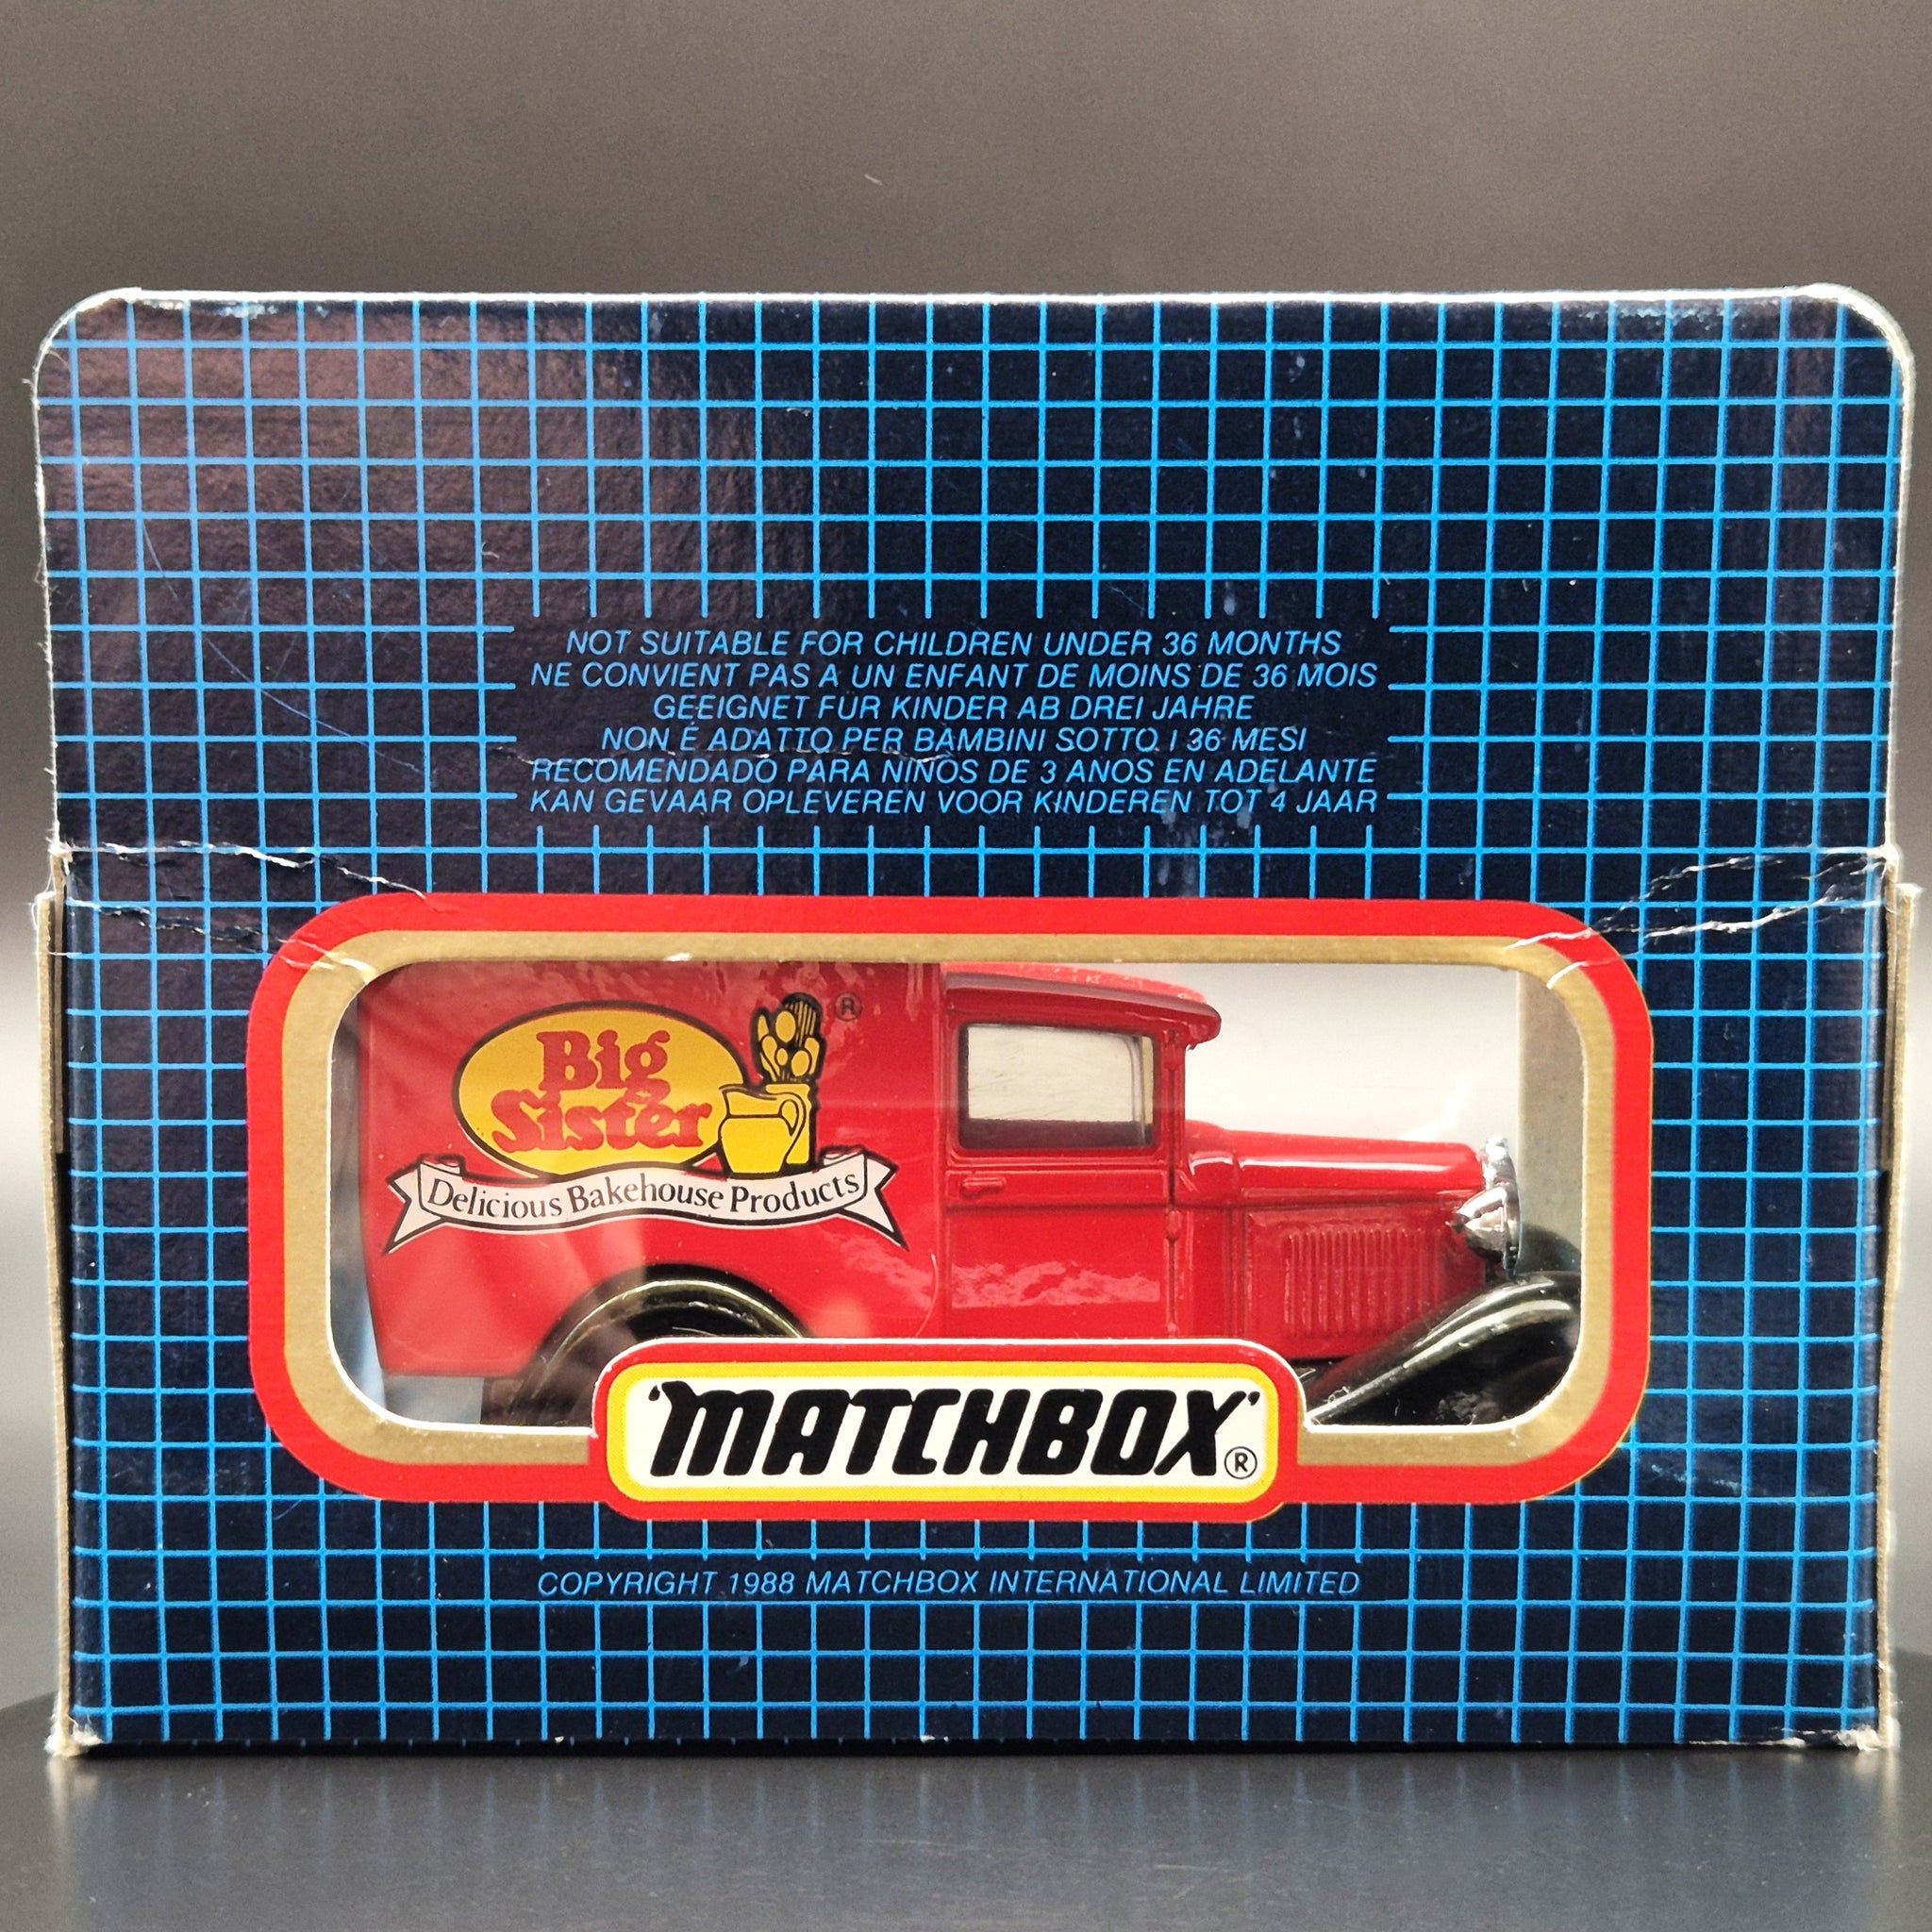 NOT SUITABLE FOR CHILDREN UNDER 36 MONTHS
NE CONVIENT PAS A UN ENFANT DE MOINS DE 36 MOIS
GEEIGNET FUR KINDER AB DREI JAHRE
NON É ADATTO PER BAMBINI SOTTO I 36 MESI
RECOMENDADO PARA NINOS DE 3 ANOS EN ADELANTE
KAN GEVAAR OPLEVEREN VOOR KINDEREN TOT 4 JAAR
Big ®
Sister
Delicious Bakehouse Products
'MATCHBOX'®
COPYRIGHT 1988 MATCHBOX INTERNATIONAL LIMITED